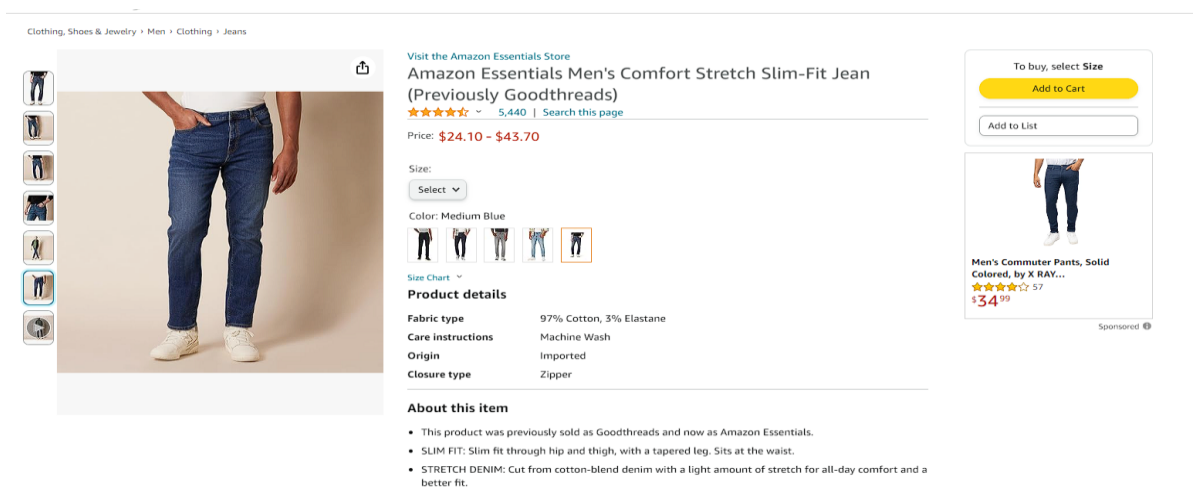 Clothing, Shoes & Jewelry › Men › Clothing › Jeans
Visit the Amazon Essentials Store
Amazon Essentials Men's Comfort Stretch Slim-Fit Jean
(Previously Goodthreads)
5,440 | Search this page
Price: $24.10 - $43.70
Size:
Select
Color: Medium Blue
Size Chart
Product details
Fabric type 97% Cotton, 3% Elastane
Care instructions Machine Wash
Origin Imported
Closure type Zipper
About this item
• This product was previously sold as Goodthreads and now as Amazon Essentials.
• SLIM FIT: Slim fit through hip and thigh, with a tapered leg. Sits at the waist.
• STRETCH DENIM: Cut from cotton-blend denim with a light amount of stretch for all-day comfort and a
better fit.
To buy, select Size
Add to Cart
Add to List
Men's Commuter Pants, Solid
Colored, by X RAY...
57
$34 99
Sponsored